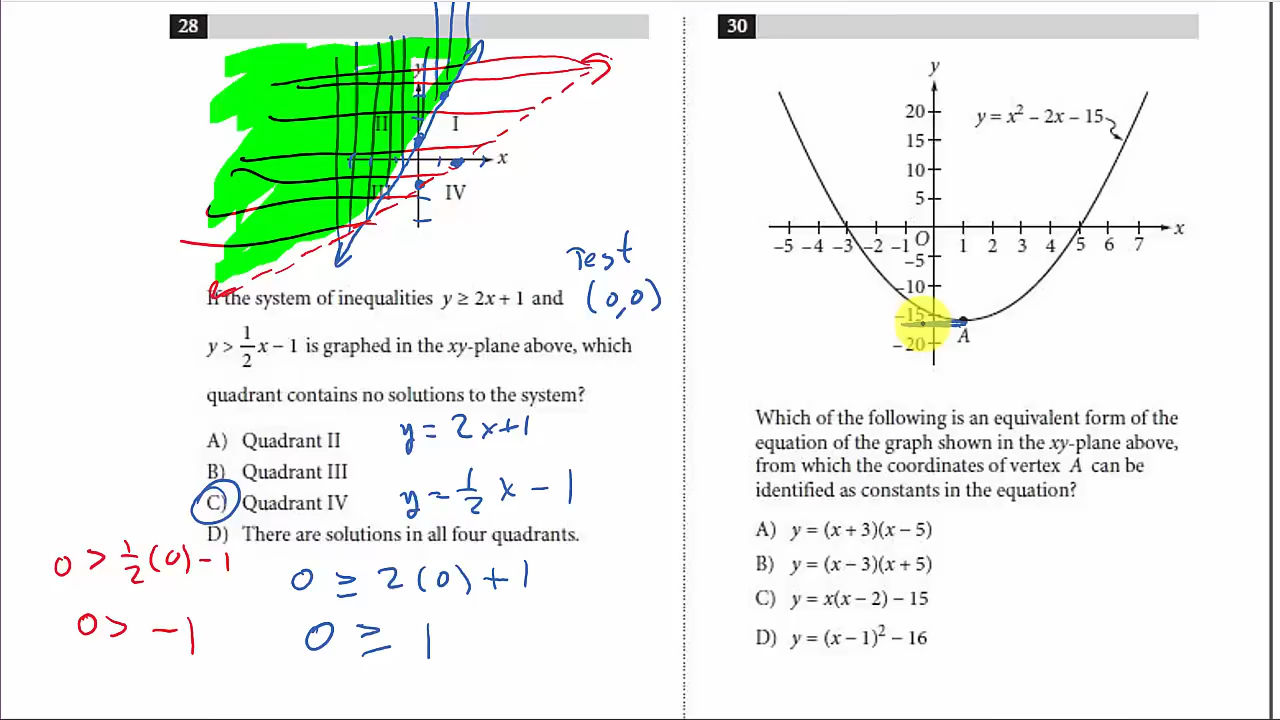 28
y
II
I
x
III
IV
Test
(0,0)
If the system of inequalities y ≥ 2x + 1 and
y > 1/2 x − 1 is graphed in the xy-plane above, which
quadrant contains no solutions to the system?
A) Quadrant II
B) Quadrant III
C) Quadrant IV
D) There are solutions in all four quadrants.
y = 2x+1
y = 1/2 x − 1
0 > 1/2 (0) − 1
0 > −1
0 ≥ 2(0) + 1
0 ≥ 1
30
y
y = x² − 2x − 15
20
15
10
5
−5 −4 −3 −2 −1 O 1 2 3 4 5 6 7 x
−5
−10
−15
−20
A
Which of the following is an equivalent form of the
equation of the graph shown in the xy-plane above,
from which the coordinates of vertex A can be
identified as constants in the equation?
A) y = (x + 3)(x − 5)
B) y = (x − 3)(x + 5)
C) y = x(x − 2) − 15
D) y = (x − 1)² − 16